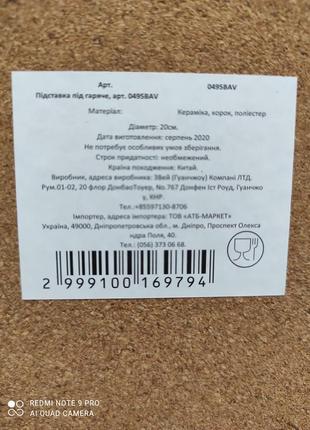 Арт. 0495BAV
Підставка під гаряче, арт. 0495BAV
Матеріал: Кераміка, корок, поліестер
Діаметр: 20см.
Дата виготовлення: серпень 2020
Не потребує особливих умов зберігання.
Строк придатності: необмежений.
Країна походження: Китай.
Виробник, адреса виробника: 3Вей (Гуанчжоу) Компані ЛТД.
Рум.01-02, 20 флор ДонбаоТоуер, No.767 Донфен Іст Роуд, Гуанчжо
у, КНР.
Тел.:+85597130-8706
Імпортер, адреса імпортера: ТОВ «АТБ-МАРКЕТ»
Україна, 49000, Дніпропетровська обл., м. Дніпро, Проспект Олекса
ндра Поля, 40.
Тел.: (056) 373 06 68.
2 999100 169794
REDMI NOTE 9 PRO
AI QUAD CAMERA